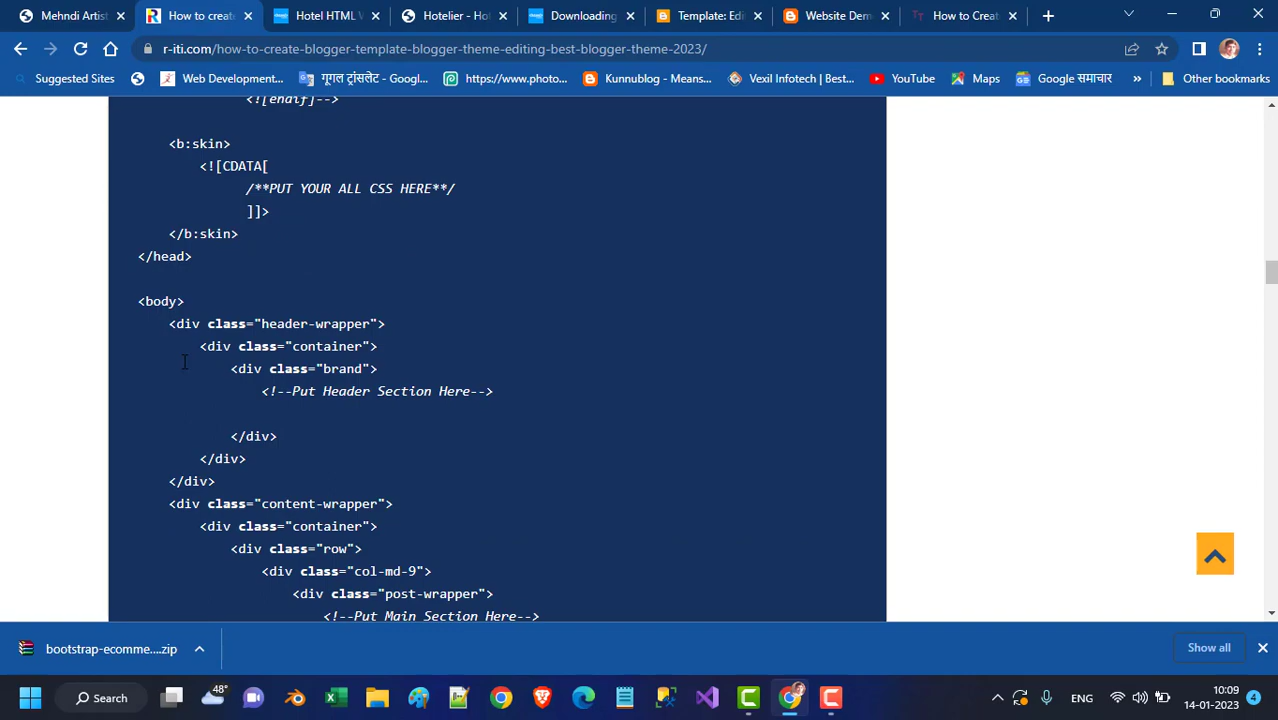 Mehndi Artis
How to create
Hotel HTML W
Hotelier - Hot
Downloading
Template: Edi
Website Dem
How to Creat
r-iti.com/how-to-create-blogger-template-blogger-theme-editing-best-blogger-theme-2023/
Suggested Sites
Web Development...
गूगल ट्रांसलेट - Googl...
https://www.photo...
Kunnublog - Means...
Vexil Infotech | Best...
YouTube
Maps
Google समाचार
»
Other bookmarks
<![endif]-->
<b:skin>
<![CDATA[
/**PUT YOUR ALL CSS HERE**/
]]>
</b:skin>
</head>
<body>
<div class="header-wrapper">
<div class="container">
<div class="brand">
<!--Put Header Section Here-->
</div>
</div>
</div>
<div class="content-wrapper">
<div class="container">
<div class="row">
<div class="col-md-9">
<div class="post-wrapper">
<!--Put Main Section Here-->
bootstrap-ecomme....zip
Show all
Search
48°
ENG
10:09
14-01-2023
4